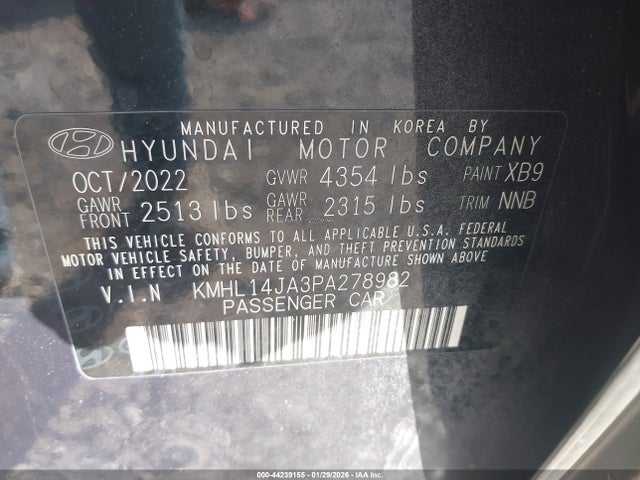 MANUFACTURED IN KOREA BY
HYUNDAI MOTOR COMPANY
OCT/2022 GVWR 4354 lbs PAINT XB9
GAWR FRONT 2513 lbs GAWR REAR 2315 lbs TRIM NNB
THIS VEHICLE CONFORMS TO ALL APPLICABLE U.S.A. FEDERAL
MOTOR VEHICLE SAFETY, BUMPER, AND THEFT PREVENTION STANDARDS
IN EFFECT ON THE DATE OF MANUFACTURE SHOWN ABOVE
V.I.N KMHL14JA3PA278982
PASSENGER CAR
000-44239155 - 01/29/2026 - IAA Inc.